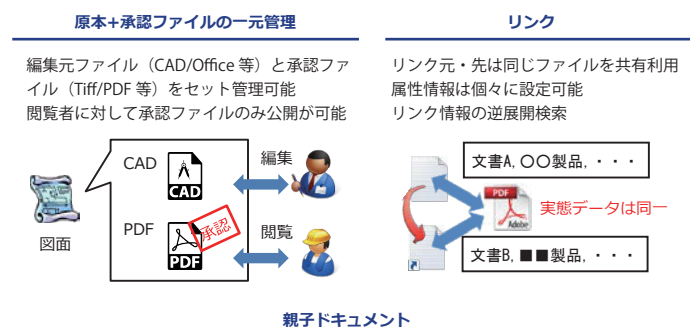 原本+承認ファイルの一元管理
編集元ファイル（CAD/Office 等）と承認ファ
イル（Tiff/PDF 等）をセット管理可能
閲覧者に対して承認ファイルのみ公開が可能
図面
CAD
CAD
編集
PDF
PDF
承認
閲覧
リンク
リンク元・先は同じファイルを共有利用
属性情報は個々に設定可能
リンク情報の逆展開検索
文書A, 〇〇製品, ・・・
PDF
Adobe
実態データは同一
文書B, ■■製品, ・・・
親子ドキュメント